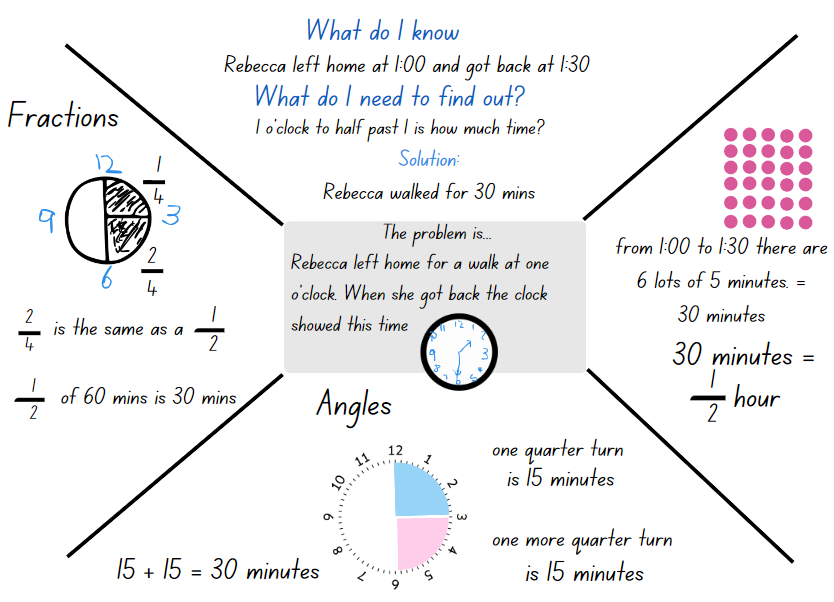 What do I know
Rebecca left home at 1:00 and got back at 1:30
What do I need to find out?
1 o'clock to half past 1 is how much time?
Solution:
Rebecca walked for 30 mins
The problem is...
Rebecca left home for a walk at one
o'clock. When she got back the clock
showed this time
12 1 2 3 6 9
Fractions
12 1/4
9 3
6 2/4
2/4 is the same as a 1/2
1/2 of 60 mins is 30 mins
from 1:00 to 1:30 there are
6 lots of 5 minutes. =
30 minutes
30 minutes =
1/2 hour
Angles
12 1 2 3 4 5 6 7 8 9 10 11
one quarter turn
is 15 minutes
one more quarter turn
is 15 minutes
15 + 15 = 30 minutes